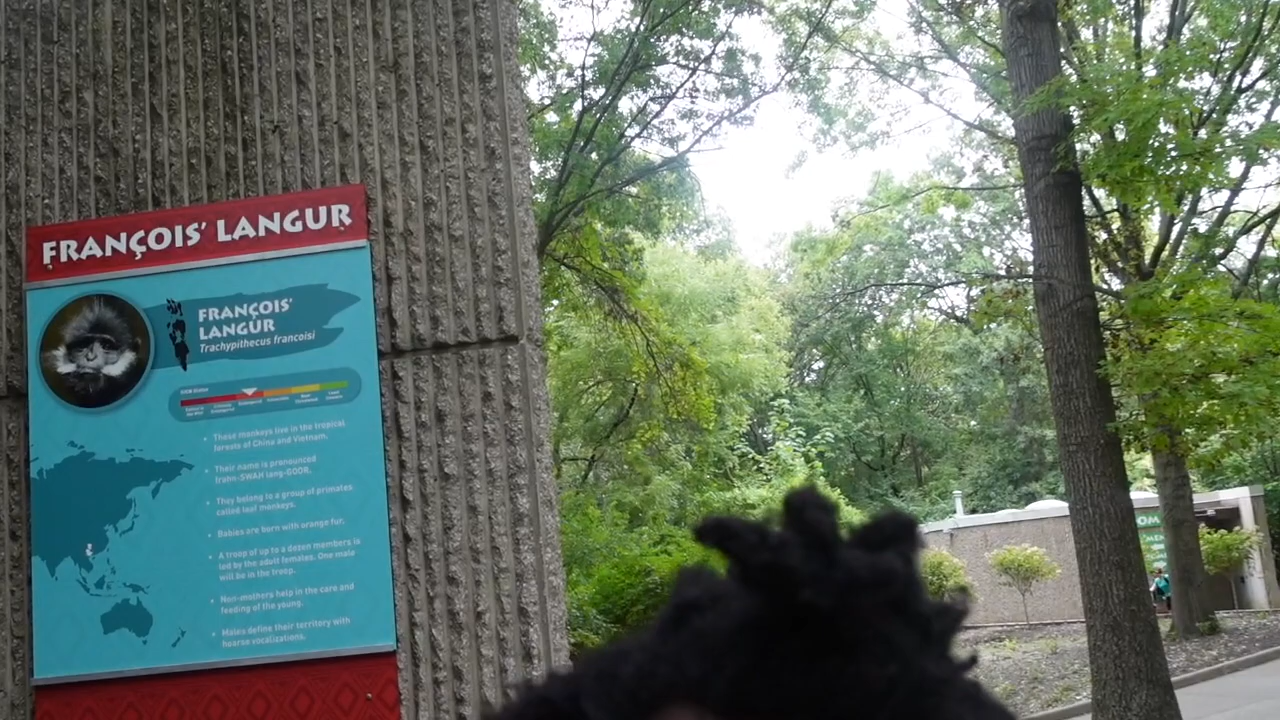 FRANÇOIS' LANGUR
FRANÇOIS'
LANGUR
Trachypithecus francoisi
These monkeys live in the tropical
forests of China and Vietnam.
Their name is pronounced
frahn-SWAH lang-GOOR.
They belong to a group of primates
called leaf monkeys.
Babies are born with orange fur.
A troop of up to a dozen members is
led by the adult females. One male
will be in the troop.
Non-mothers help in the care and
feeding of the young.
Males define their territory with
hoarse vocalizations.
OM